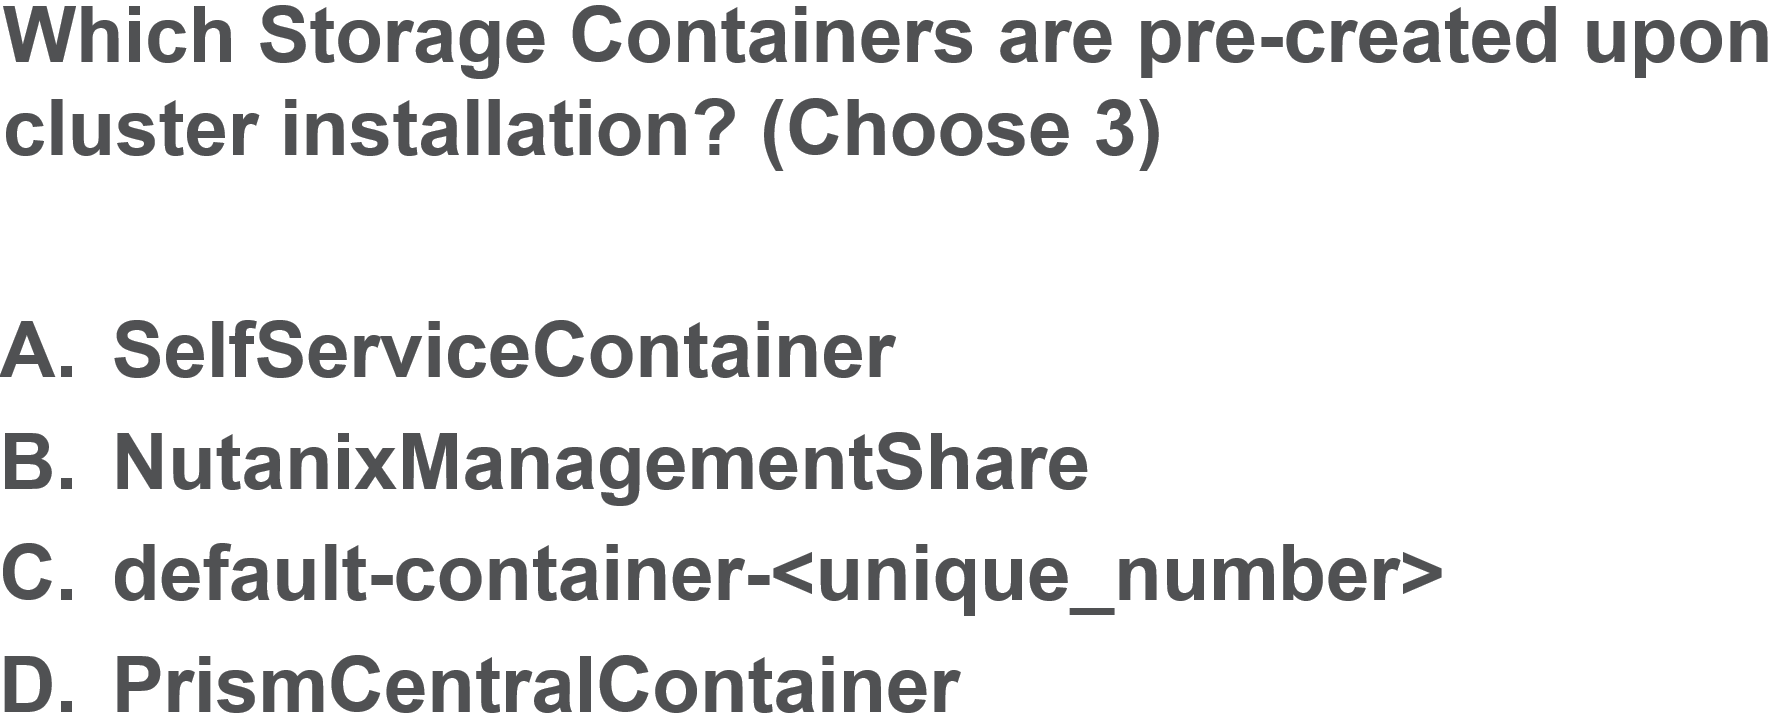 Which Storage Containers are pre-created upon
cluster installation? (Choose 3)
A. SelfServiceContainer
B. NutanixManagementShare
C. default-container-<unique_number>
D. PrismCentralContainer